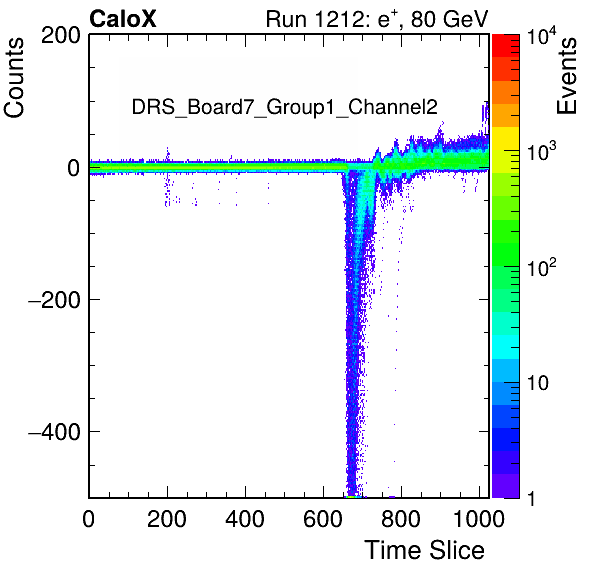 CaloX Run 1212: e⁺, 80 GeV
Counts
Events
DRS_Board7_Group1_Channel2
200
0
−200
−400
0 200 400 600 800 1000
Time Slice
10⁴
10³
10²
10
1